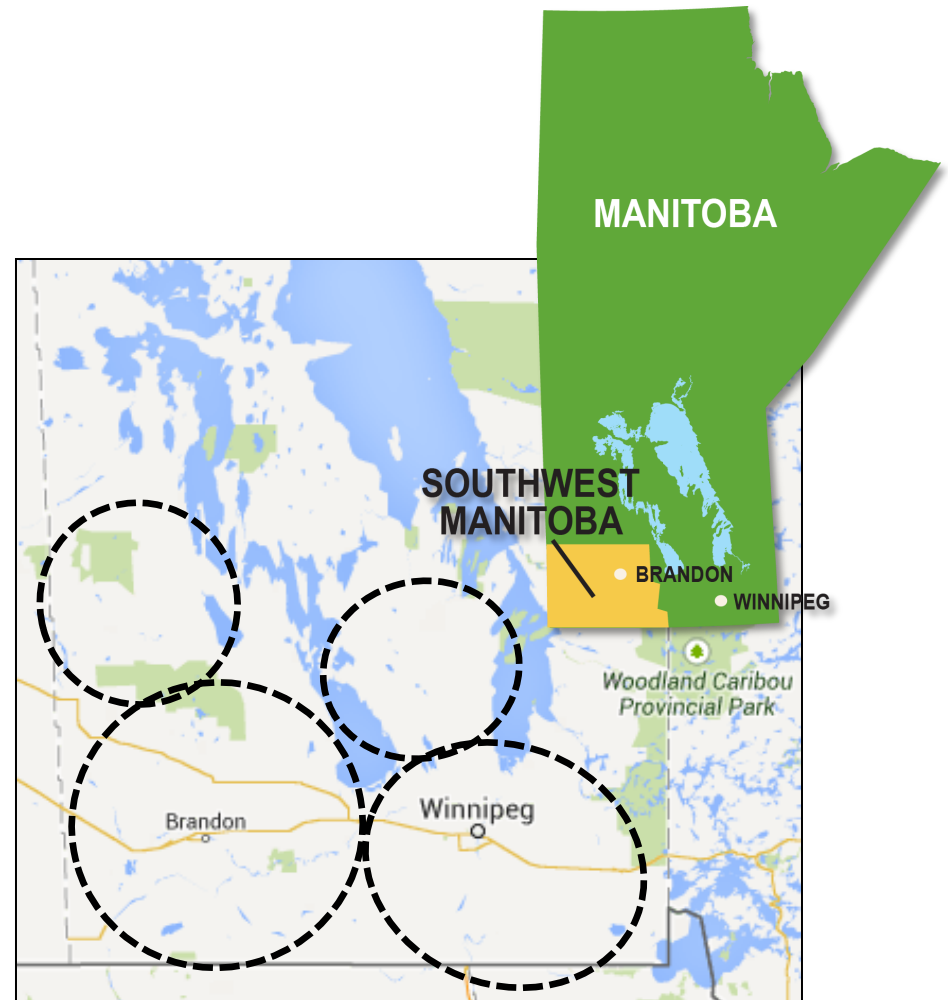 MANITOBA
SOUTHWEST
MANITOBA
BRANDON
WINNIPEG
Woodland Caribou
Provincial Park
Winnipeg
Brandon